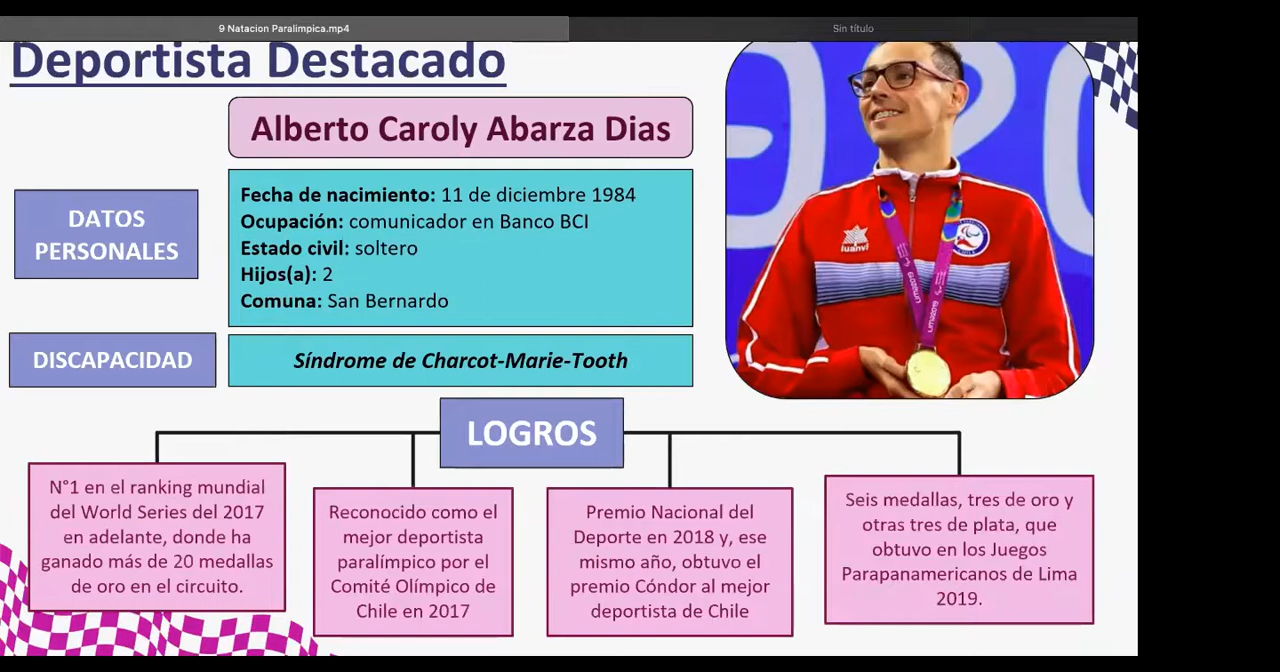 9 Natacion Paralimpica.mp4
Sin título
Deportista Destacado
Alberto Caroly Abarza Dias
DATOS
PERSONALES
Fecha de nacimiento: 11 de diciembre 1984
Ocupación: comunicador en Banco BCI
Estado civil: soltero
Hijos(a): 2
Comuna: San Bernardo
DISCAPACIDAD
Síndrome de Charcot-Marie-Tooth
luanvi
LIMA2019
LIMA2019
LOGROS
N°1 en el ranking mundial
del World Series del 2017
en adelante, donde ha
ganado más de 20 medallas
de oro en el circuito.
Reconocido como el
mejor deportista
paralímpico por el
Comité Olímpico de
Chile en 2017
Premio Nacional del
Deporte en 2018 y, ese
mismo año, obtuvo el
premio Cóndor al mejor
deportista de Chile
Seis medallas, tres de oro y
otras tres de plata, que
obtuvo en los Juegos
Parapanamericanos de Lima
2019.